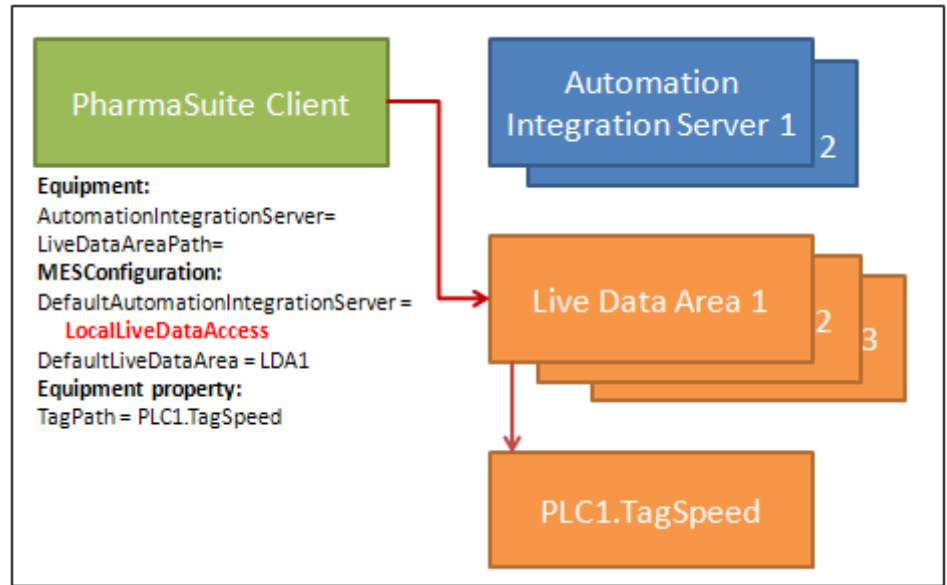 PharmaSuite Client
Automation
Integration Server 1
2
Equipment:
AutomationIntegrationServer=
LiveDataAreaPath=
MESConfiguration:
DefaultAutomationIntegrationServer =
LocalLiveDataAccess
DefaultLiveDataArea = LDA1
Equipment property:
TagPath = PLC1.TagSpeed
Live Data Area 1
2
3
PLC1.TagSpeed